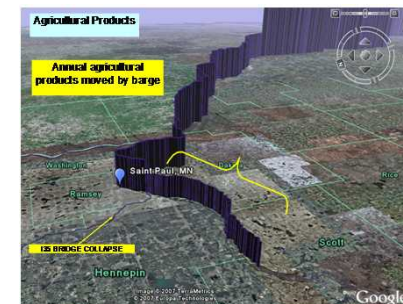 Agricultural Products
Annual agricultural
products moved by barge
Washington
Saint Paul, MN
Dakota
Rice
Ramsey
I35 BRIDGE COLLAPSE
Scott
Hennepin
Image © 2007 TerraMetrics
© 2007 Europa Technologies
Google